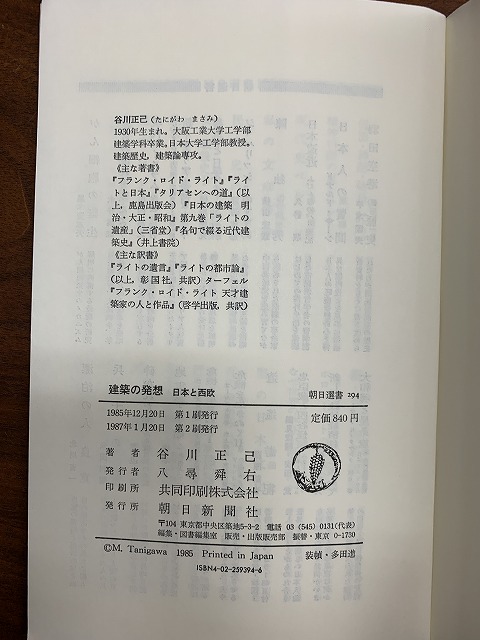 谷川正己（たにがわ　まさみ）
1930年生まれ。大阪工業大学工学部
建築学科卒業。日本大学工学部教授。
建築歴史，建築論専攻。
《主な著書》
『フランク・ロイド・ライト』『ライ
トと日本』『タリアセンへの道』（以
上，鹿島出版会）『日本の建築　明
治・大正・昭和』第九巻「ライトの
遺産」（三省堂）『名句で綴る近代建
築史』（井上書院）
《主な訳書》
『ライトの遺言』『ライトの都市論』
（以上，彰国社，共訳）ターフェル
『フランク・ロイド・ライト 天才建
築家の人と作品』（啓学出版，共訳）
建築の発想　日本と西欧　朝日選書 294
1985年12月20日　第1刷発行　定価 840円
1987年1月20日　第2刷発行
著者　谷川正己
発行者　八尋舜右
印刷所　共同印刷株式会社
発行所　朝日新聞社
〒104 東京都中央区築地5-3-2　電話 03(545)0131(代表)
編集・図書編集室　販売・出版販売部　振替・東京 0-1730
©M. Tanigawa 1985 Printed in Japan　装幀・多田進
ISBN4-02-259394-6